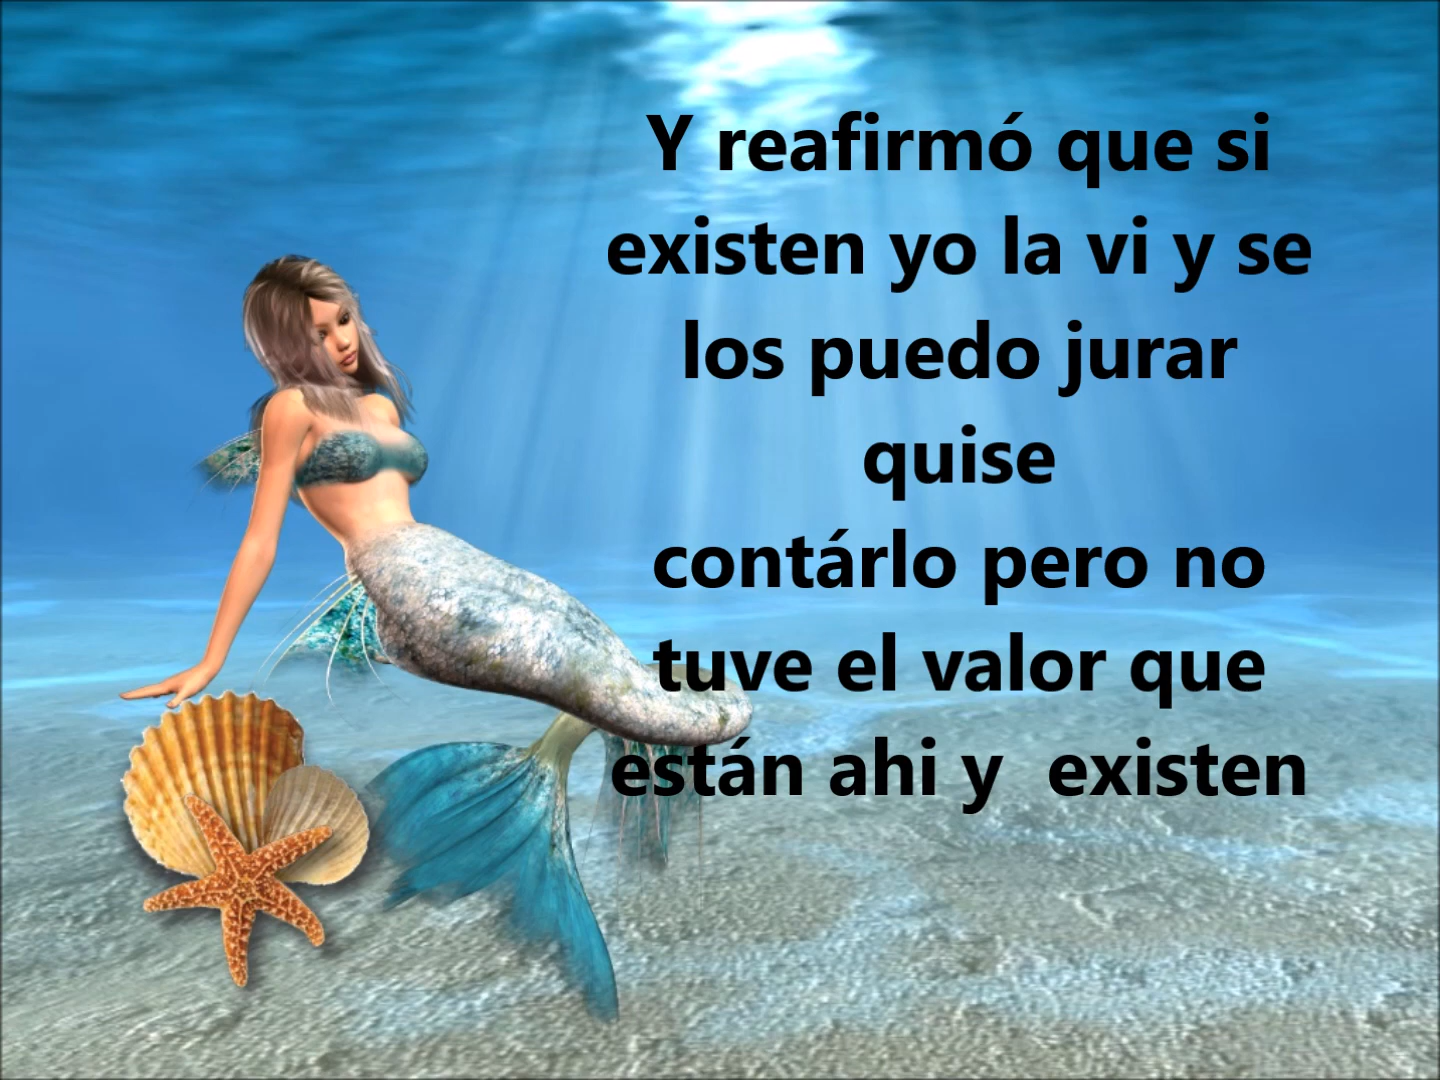 Y reafirmó que si
existen yo la vi y se
los puedo jurar
quise
contárlo pero no
tuve el valor que
están ahi y  existen